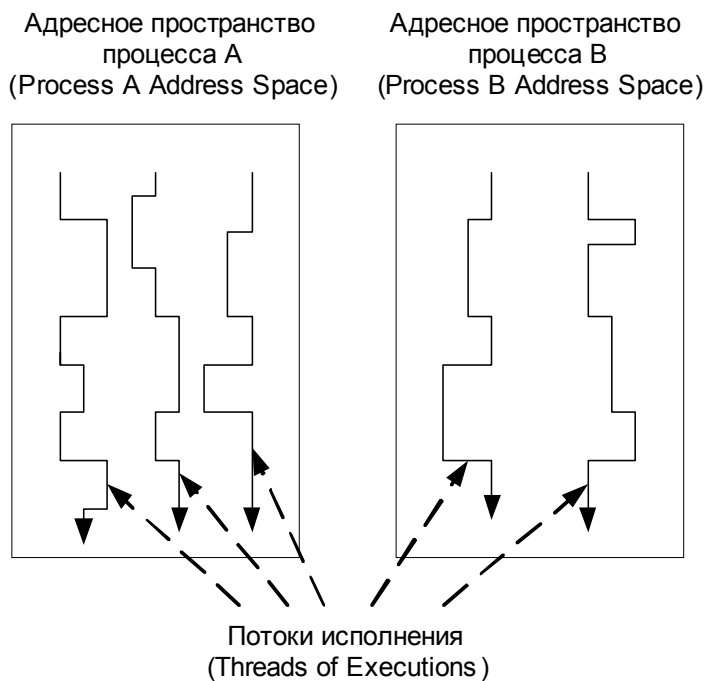 Адресное пространство
процесса A
(Process A Address Space)
Адресное пространство
процесса B
(Process B Address Space)
Потоки исполнения
(Threads of Executions)